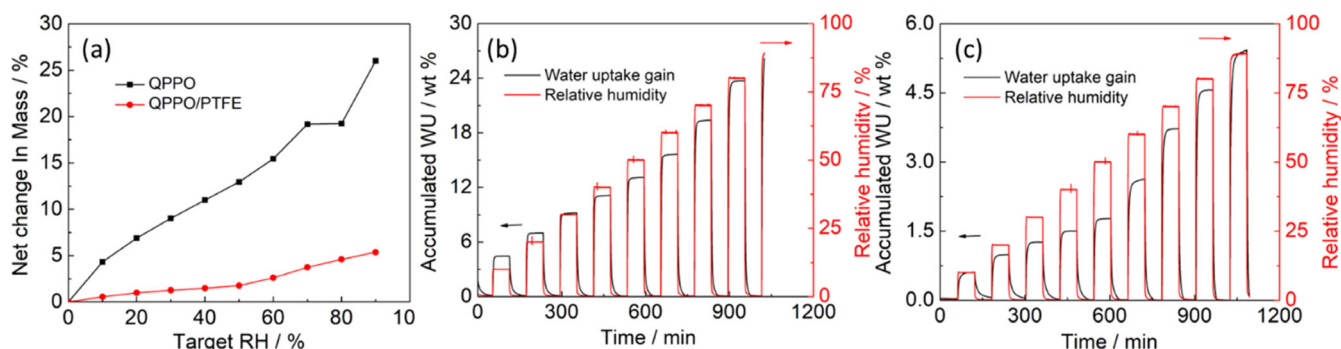 (a)
Net change In Mass / %
30
25
20
15
10
5
0
QPPO
QPPO/PTFE
0 20 40 60 80 10
Target RH / %
(b)
Accumulated WU / wt %
30
24
18
12
6
0
Water uptake gain
Relative humidity
100
75
50
25
0
Relative humidity / %
0 300 600 900 1200
Time / min
(c)
Accumulated WU / wt %
6.0
4.5
3.0
1.5
0.0
Water uptake gain
Relative humidity
100
75
50
25
0
Relative humidity / %
0 300 600 900 1200
Time / min